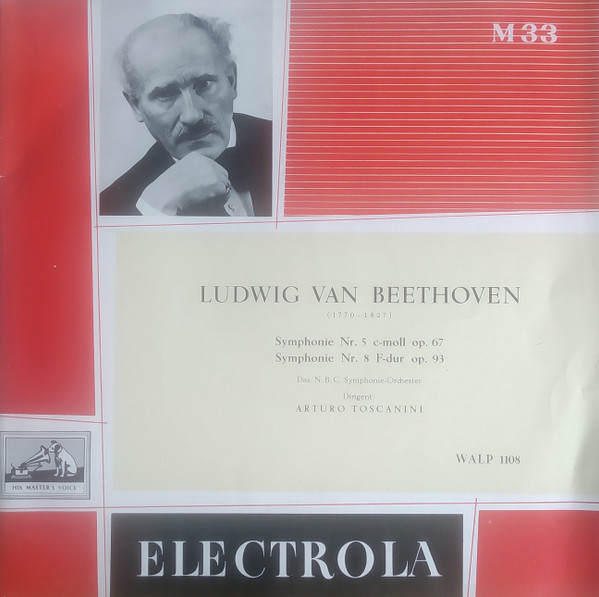 M 33
LUDWIG VAN BEETHOVEN
(1770 - 1827)
Symphonie Nr. 5 c-moll op. 67
Symphonie Nr. 8 F-dur op. 93
Das N. B. C. Symphonie-Orchester
Dirigent
ARTURO TOSCANINI
WALP 1108
HIS MASTER'S VOICE
ELECTROLA